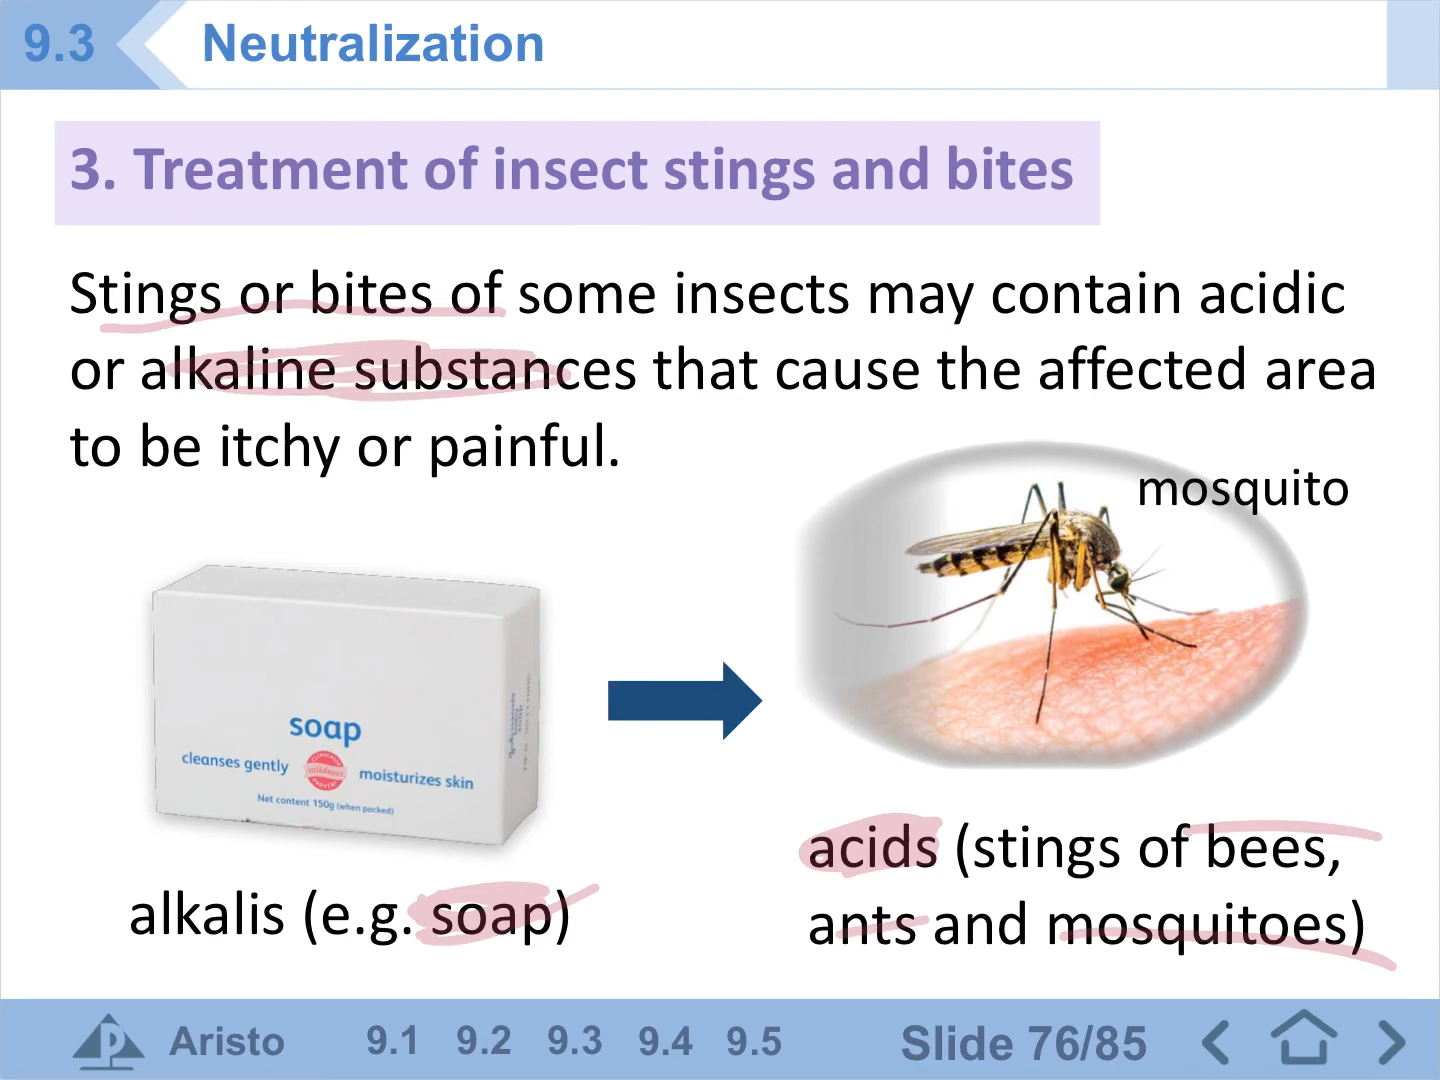 9.3
Neutralization
3. Treatment of insect stings and bites
Stings or bites of some insects may contain acidic
or alkaline substances that cause the affected area
to be itchy or painful.
mosquito
soap
cleanses gently
mildness
moisturizes skin
Net content 150g (when packed)
acids (stings of bees,
ants and mosquitoes)
alkalis (e.g. soap)
Aristo 9.1 9.2 9.3 9.4 9.5 Slide 76/85